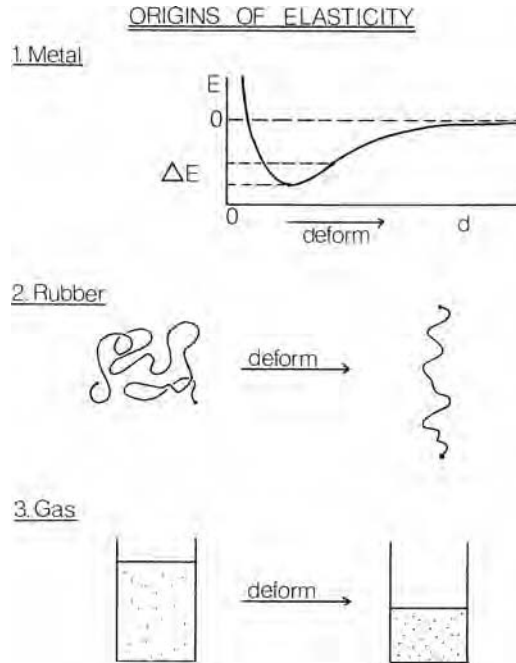 ORIGINS OF ELASTICITY
1. Metal
E
0
ΔE
0
deform
d
2. Rubber
deform
3. Gas
deform